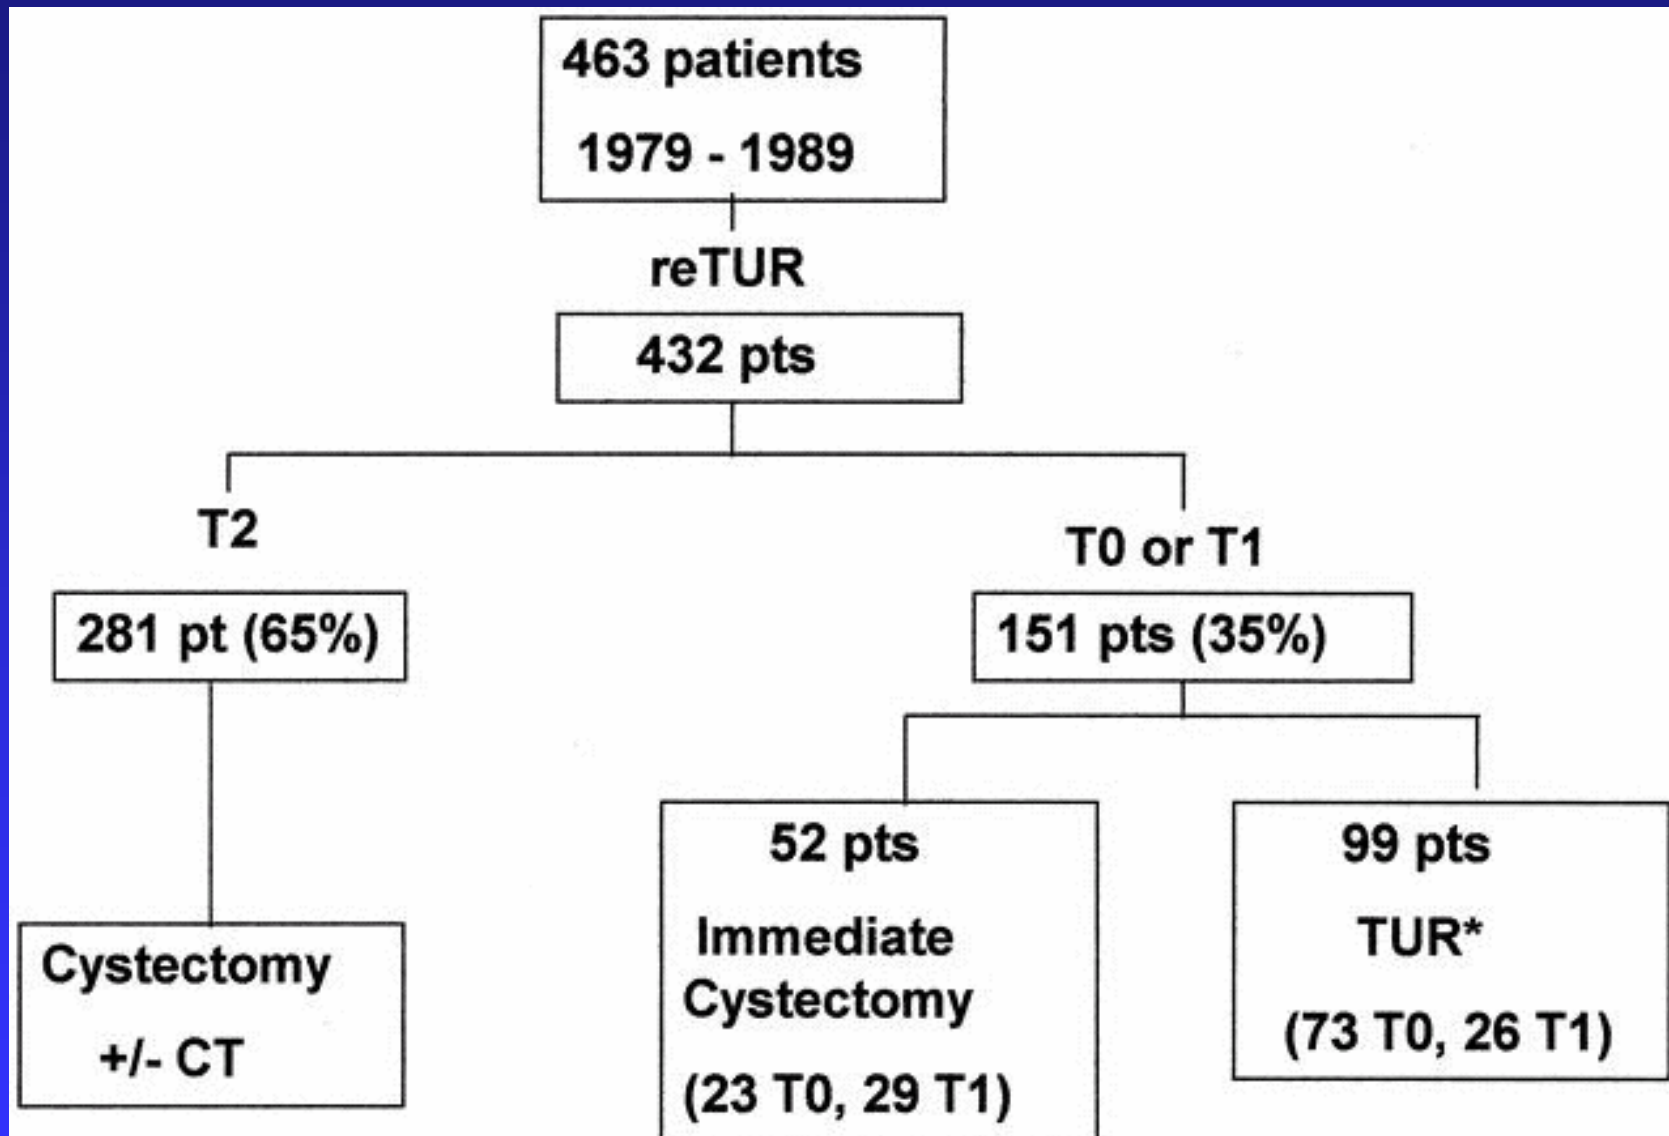 463 patients
1979 - 1989
reTUR
432 pts
T2
T0 or T1
281 pt (65%)
151 pts (35%)
52 pts
Immediate
Cystectomy
(23 T0, 29 T1)
99 pts
TUR*
(73 T0, 26 T1)
Cystectomy
+/- CT